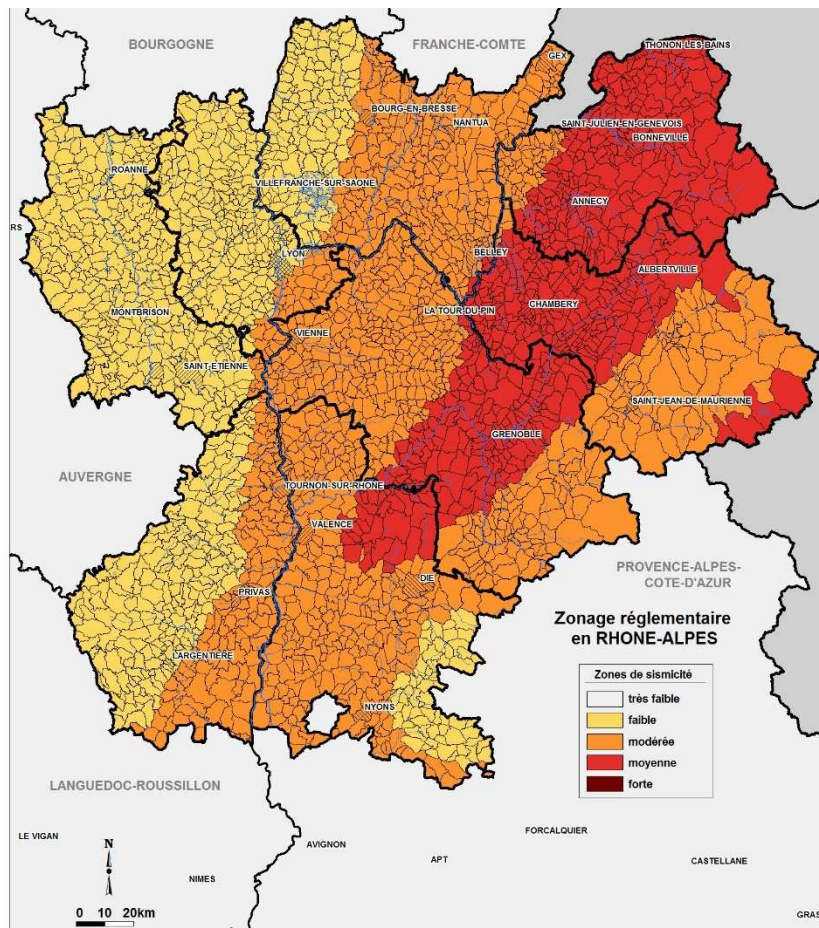 BOURGOGNE
FRANCHE-COMTE
THONON-LES-BAINS
GEX
BOURG-EN-BRESSE
NANTUA
SAINT-JULIEN-EN-GENEVOIS
BONNEVILLE
ROANNE
VILLEFRANCHE-SUR-SAONE
ANNECY
RS
LYON
BELLEY
ALBERTVILLE
CHAMBERY
MONTBRISON
LA TOUR-DU-PIN
VIENNE
SAINT-ETIENNE
SAINT-JEAN-DE-MAURIENNE
GRENOBLE
AUVERGNE
TOURNON-SUR-RHONE
VALENCE
PROVENCE-ALPES-
COTE-D'AZUR
DIE
PRIVAS
Zonage réglementaire
en RHONE-ALPES
LARGENTIERE
Zones de sismicité
très faible
faible
modérée
moyenne
forte
NYONS
LANGUEDOC-ROUSSILLON
LE VIGAN
AVIGNON
FORCALQUIER
APT
CASTELLANE
N
NIMES
0 10 20km
GRAS